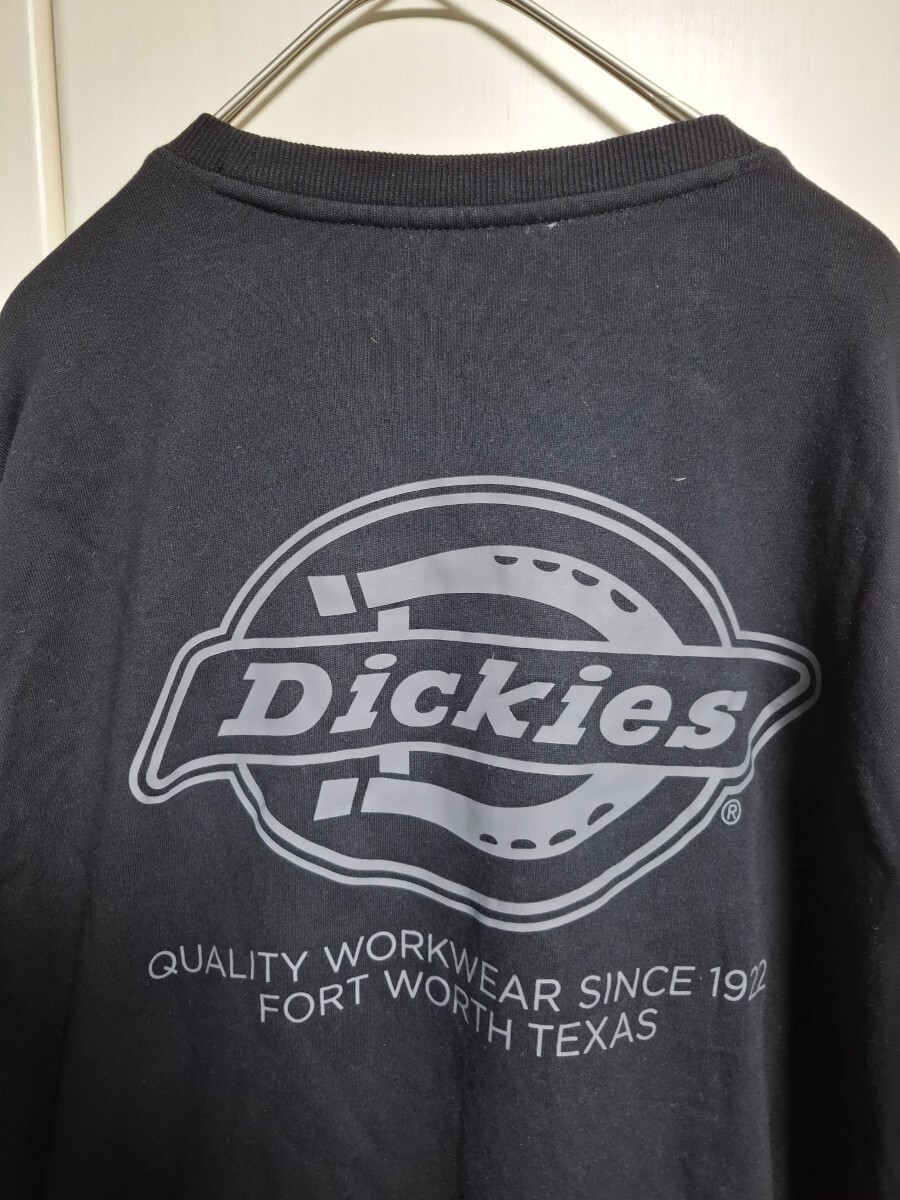 Dickies
®
QUALITY WORKWEAR SINCE 1922
FORT WORTH TEXAS